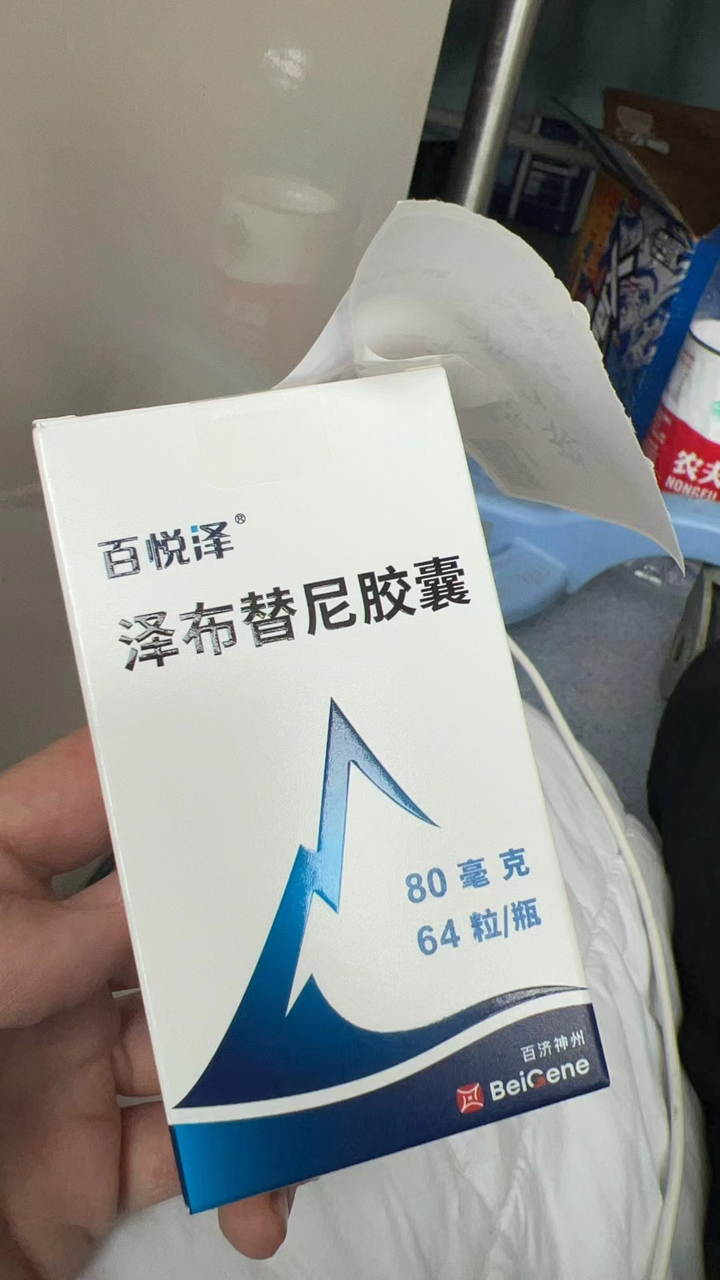 百悦泽®
泽布替尼胶囊
80 毫克
64 粒/瓶
百济神州
BeiGene
农夫
NONGFU